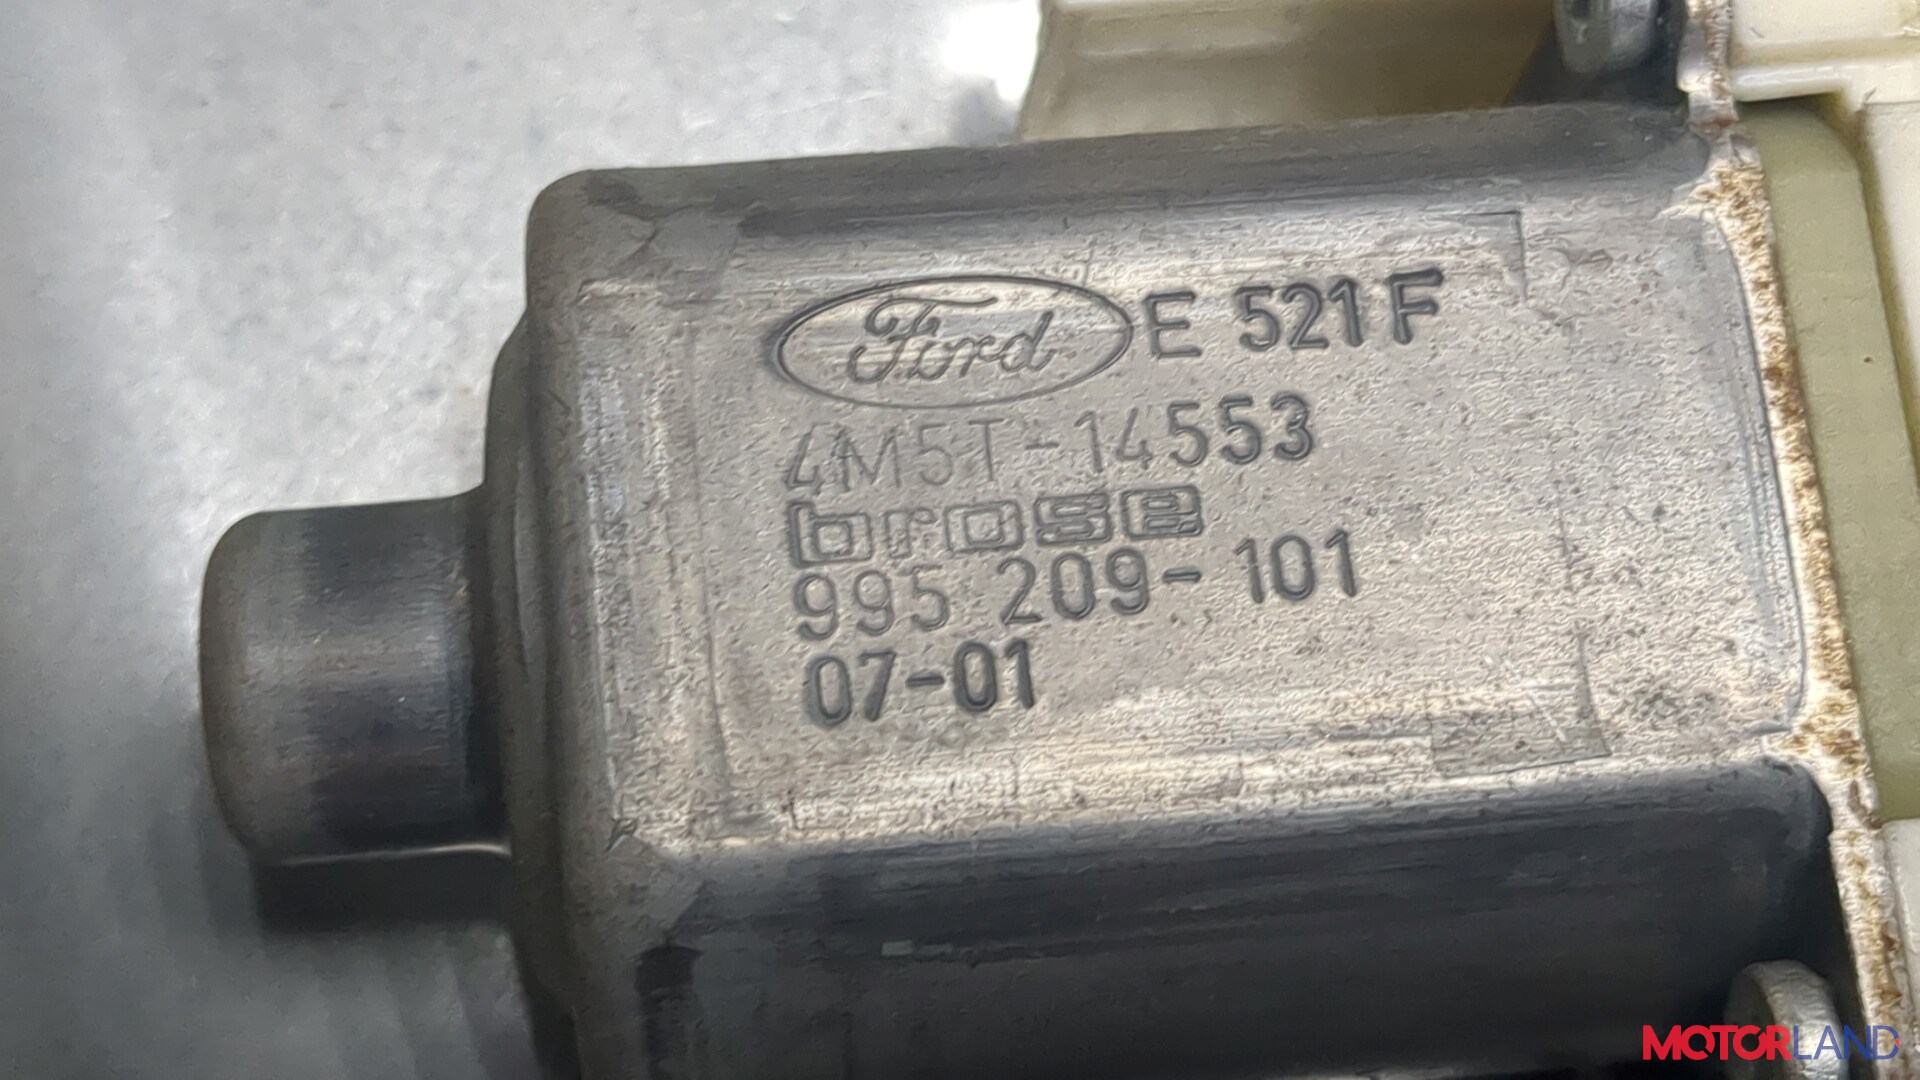 Ford E 521 F
4M5T-14553
brose
995 209-101
07-01
MOTORLAND